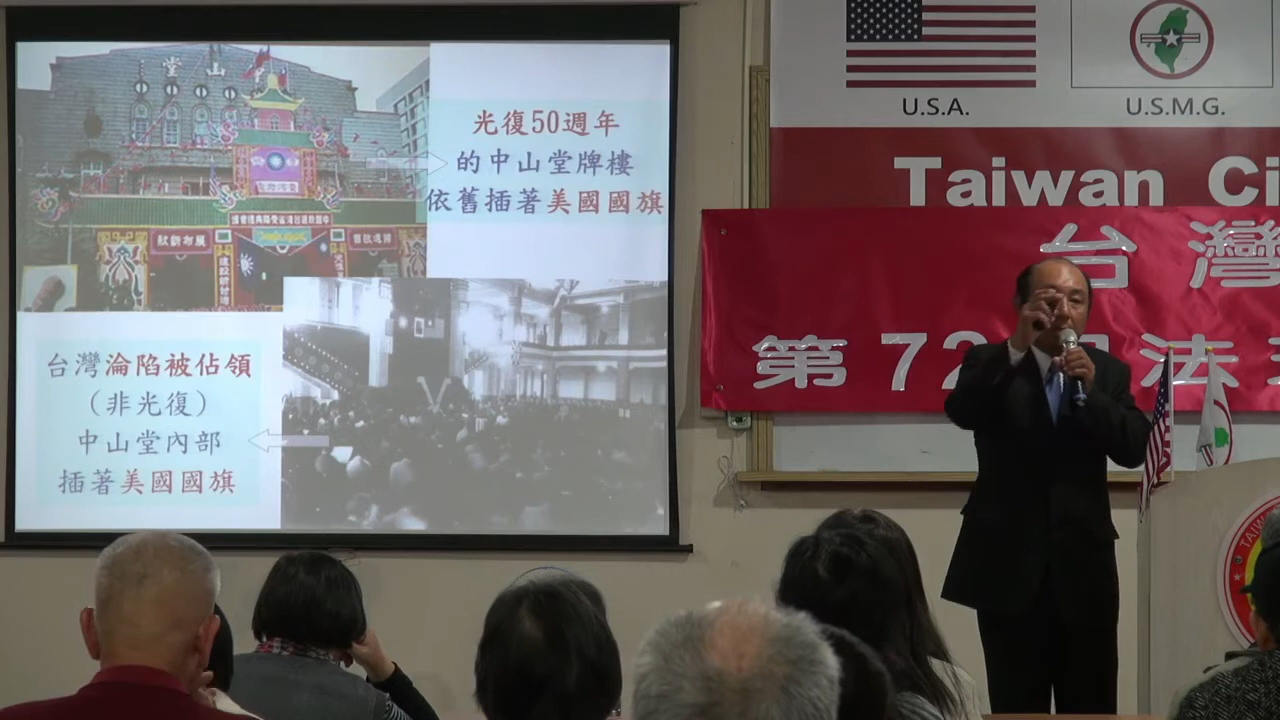 光復50週年
的中山堂牌樓
依舊插著美國國旗
台灣淪陷被佔領
（非光復）
中山堂內部
插著美國國旗
U.S.A.
U.S.M.G.
Taiwan Ci
台灣
第72
法